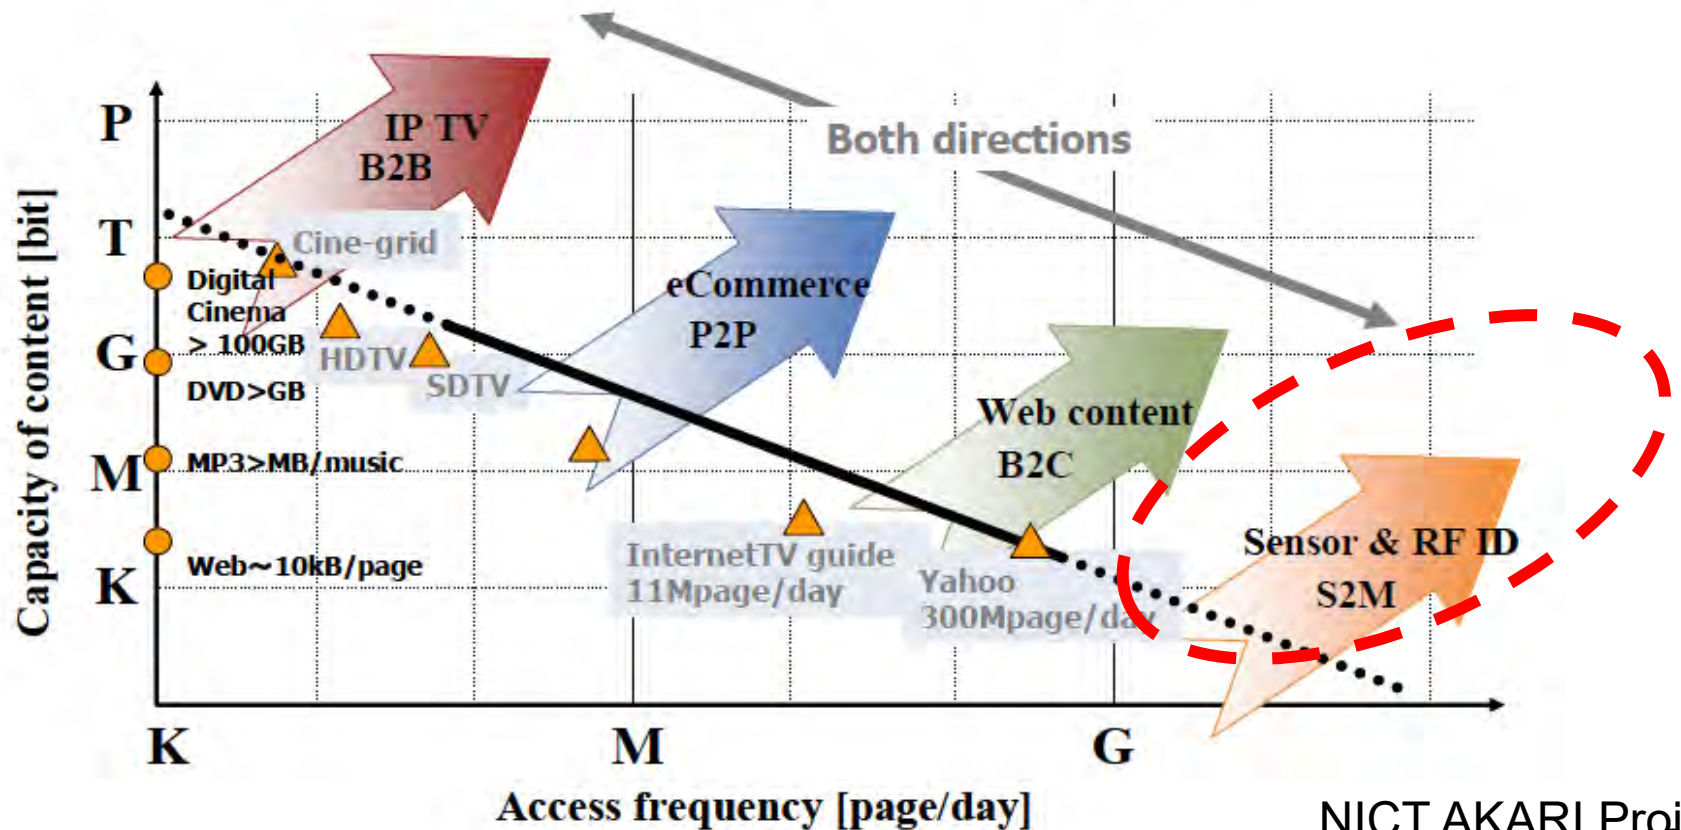 Both directions
IP TV
B2B
Cine-grid
eCommerce
P2P
HDTV
SDTV
Web content
B2C
Sensor & RF ID
S2M
InternetTV guide
11Mpage/day
Yahoo
300Mpage/day
Capacity of content [bit]
P
T
G
M
K
Digital
Cinema
> 100GB
DVD>GB
MP3>MB/music
Web~10kB/page
K
M
G
Access frequency [page/day]
NICT AKARI